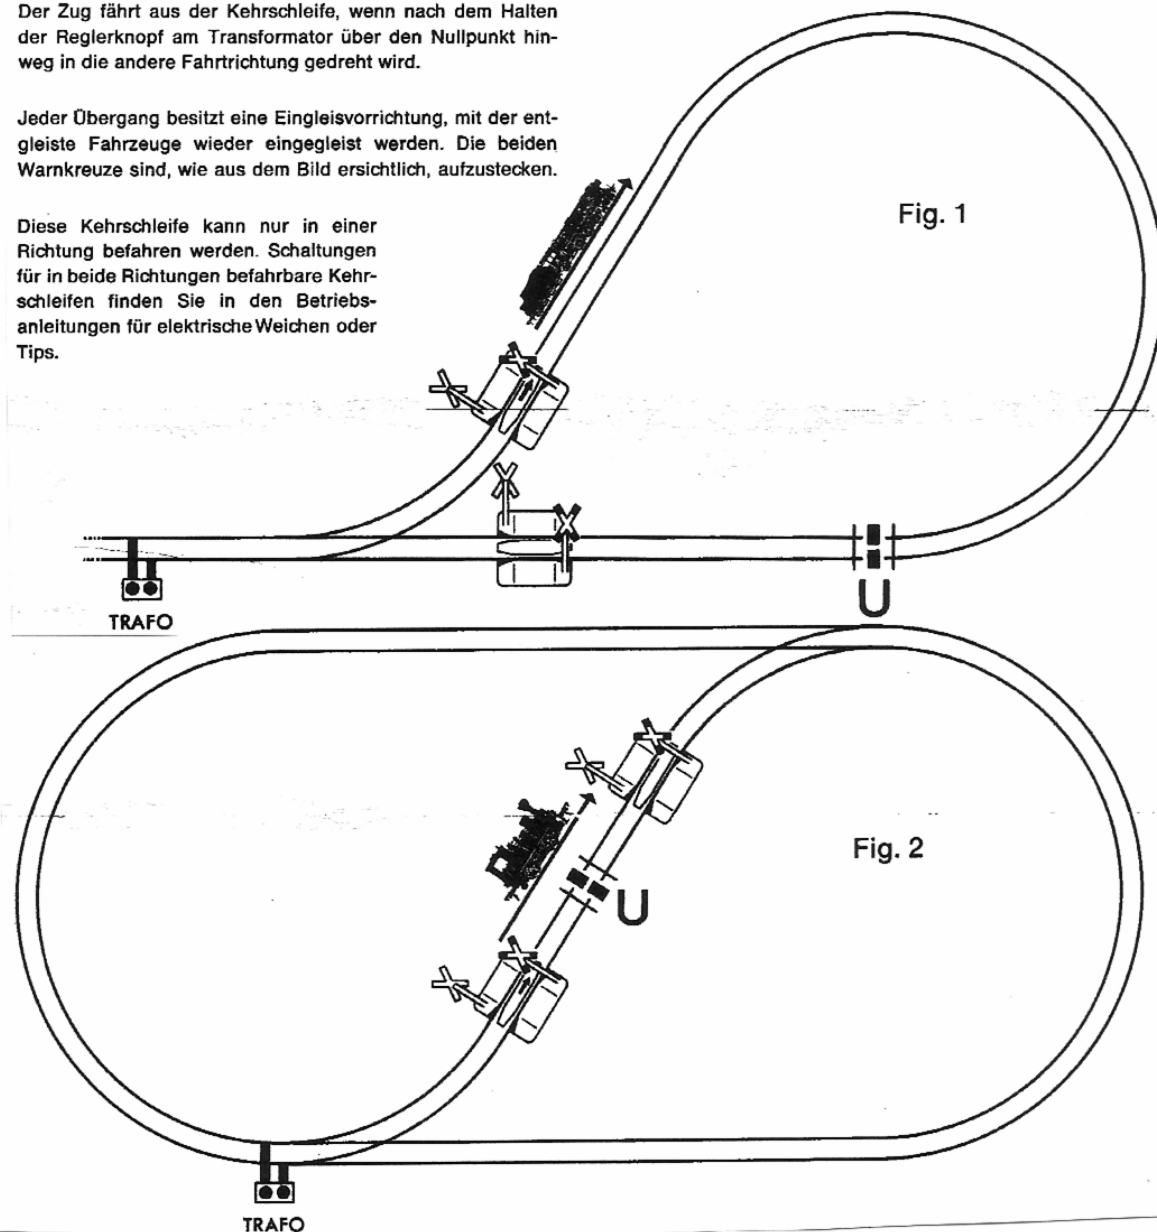 Der Zug fährt aus der Kehrschleife, wenn nach dem Halten
der Reglerknopf am Transformator über den Nullpunkt hin-
weg in die andere Fahrtrichtung gedreht wird.
Jeder Übergang besitzt eine Eingleisvorrichtung, mit der ent-
gleiste Fahrzeuge wieder eingegleist werden. Die beiden
Warnkreuze sind, wie aus dem Bild ersichtlich, aufzustecken.
Diese Kehrschleife kann nur in einer
Richtung befahren werden. Schaltungen
für in beide Richtungen befahrbare Kehr-
schleifen finden Sie in den Betriebs-
anleitungen für elektrische Weichen oder
Tips.
Fig. 1
TRAFO
U
Fig. 2
U
TRAFO